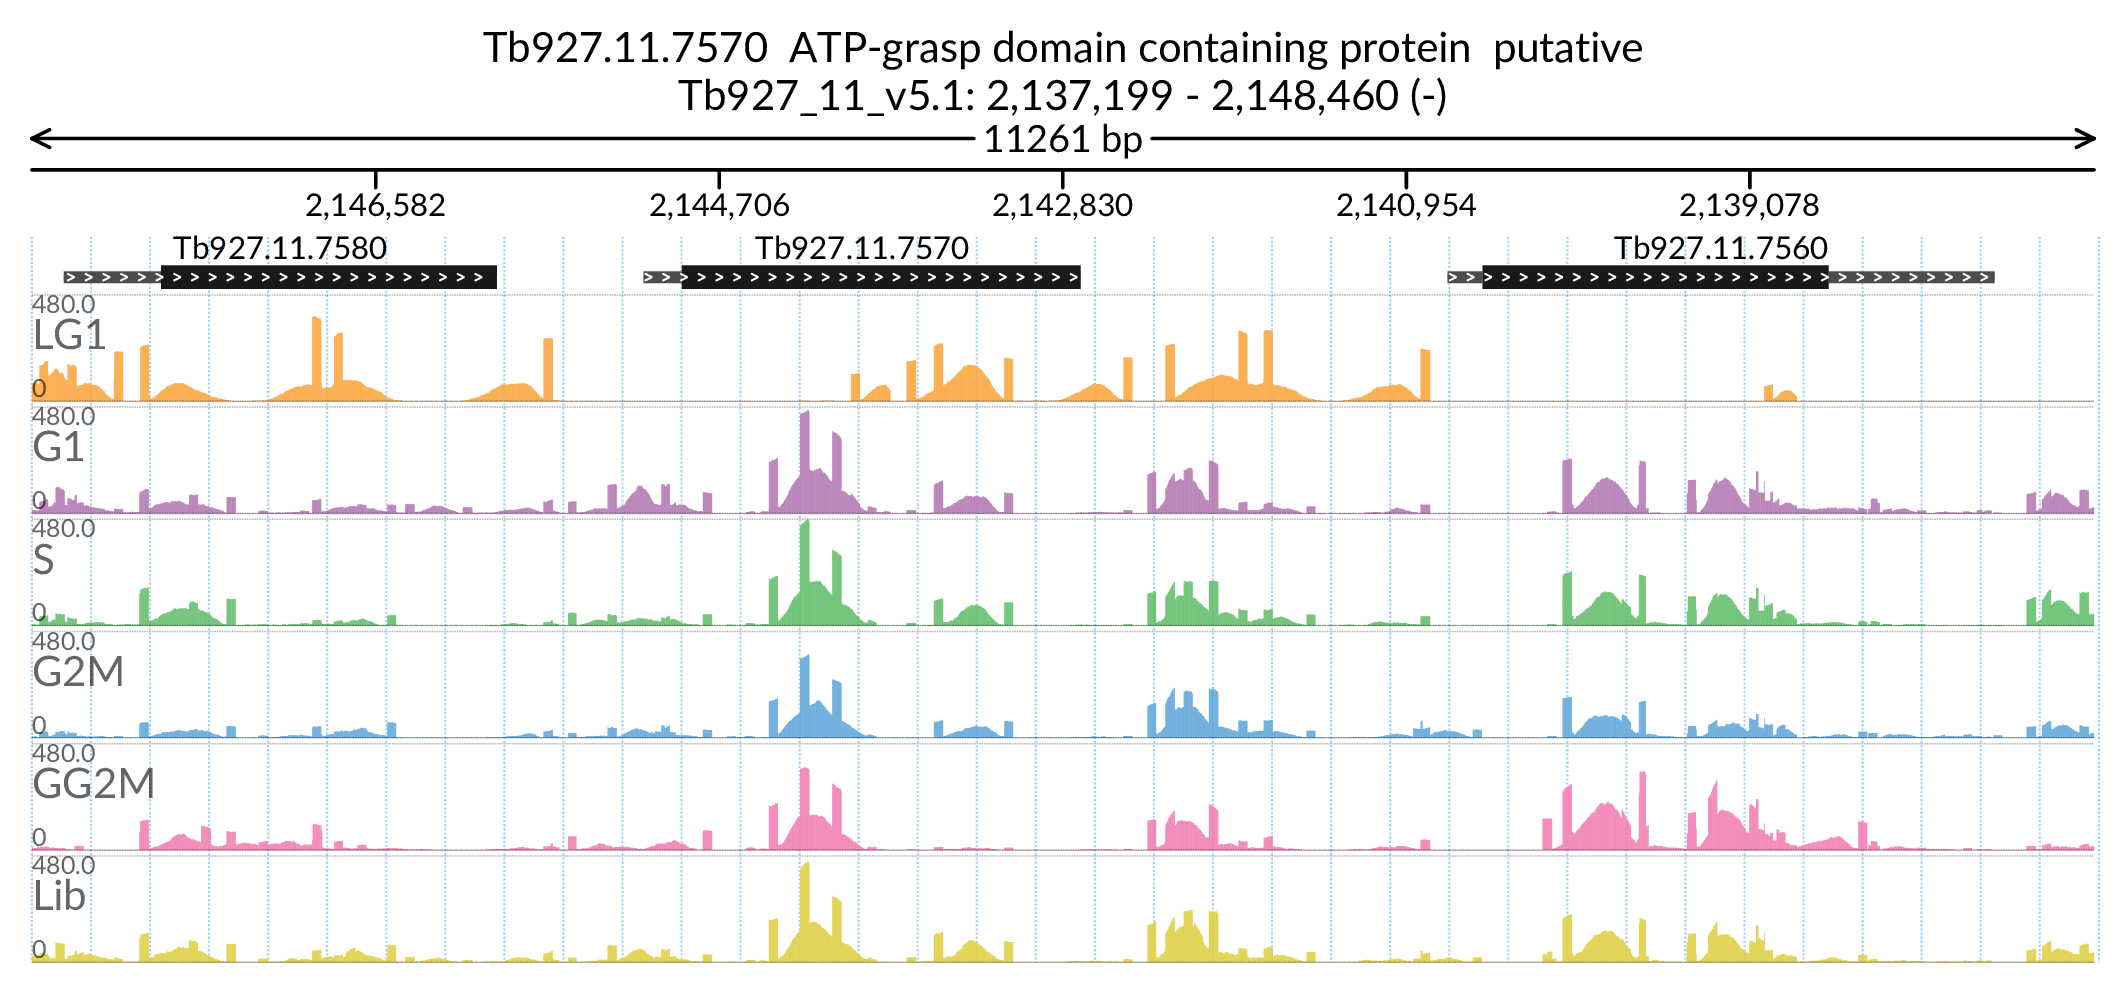 Tb927.11.7570  ATP-grasp domain containing protein  putative
Tb927_11_v5.1: 2,137,199 - 2,148,460 (-)
11261 bp
2,146,582 2,144,706 2,142,830 2,140,954 2,139,078
Tb927.11.7580 Tb927.11.7570 Tb927.11.7560
480.0
LG1
0
480.0
G1
0
480.0
S
0
480.0
G2M
0
480.0
GG2M
0
480.0
Lib
0